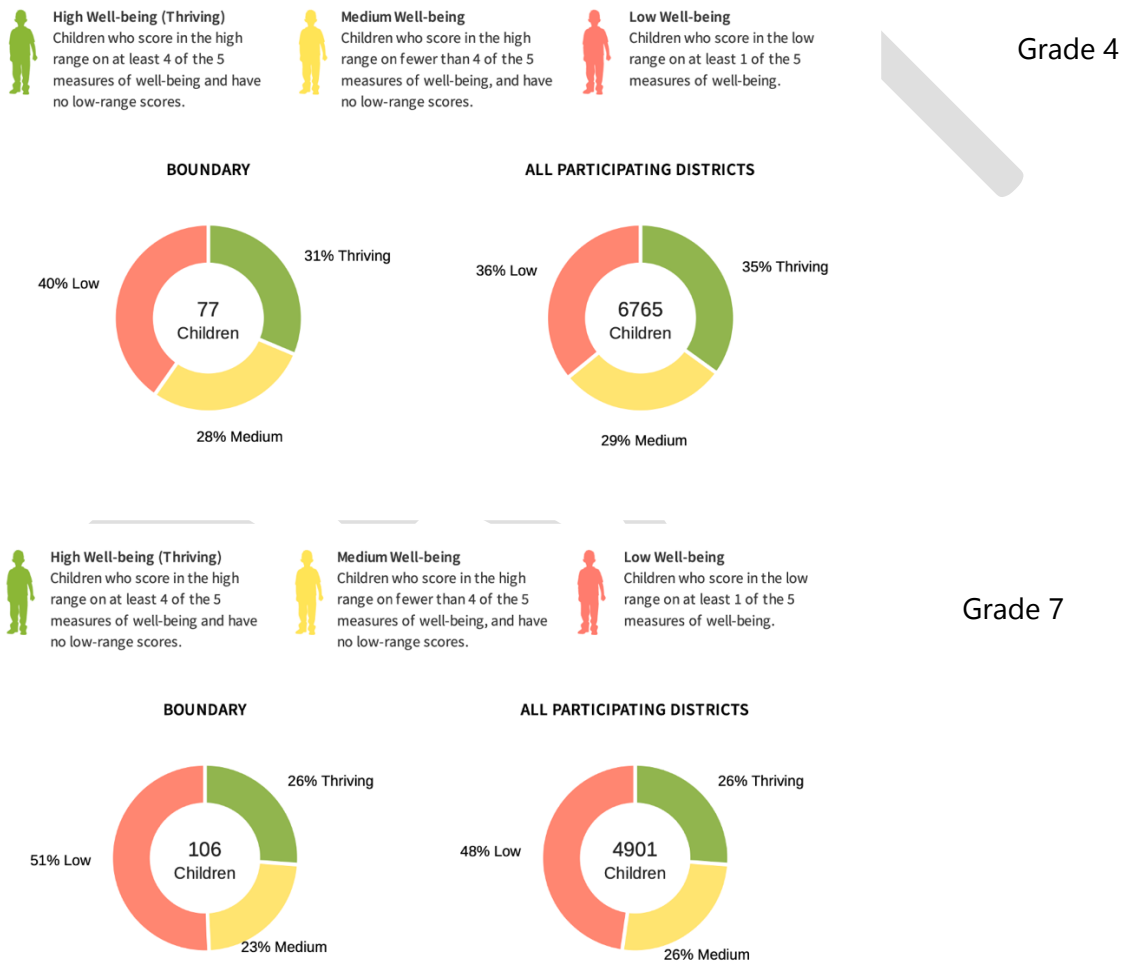 High Well-being (Thriving)
Children who score in the high
range on at least 4 of the 5
measures of well-being and have
no low-range scores.
Medium Well-being
Children who score in the high
range on fewer than 4 of the 5
measures of well-being, and have
no low-range scores.
Low Well-being
Children who score in the low
range on at least 1 of the 5
measures of well-being.
Grade 4
BOUNDARY
31% Thriving
40% Low
77
Children
28% Medium
ALL PARTICIPATING DISTRICTS
36% Low
35% Thriving
6765
Children
29% Medium
High Well-being (Thriving)
Children who score in the high
range on at least 4 of the 5
measures of well-being and have
no low-range scores.
Medium Well-being
Children who score in the high
range on fewer than 4 of the 5
measures of well-being, and have
no low-range scores.
Low Well-being
Children who score in the low
range on at least 1 of the 5
measures of well-being.
Grade 7
BOUNDARY
26% Thriving
51% Low
106
Children
23% Medium
ALL PARTICIPATING DISTRICTS
26% Thriving
48% Low
4901
Children
26% Medium